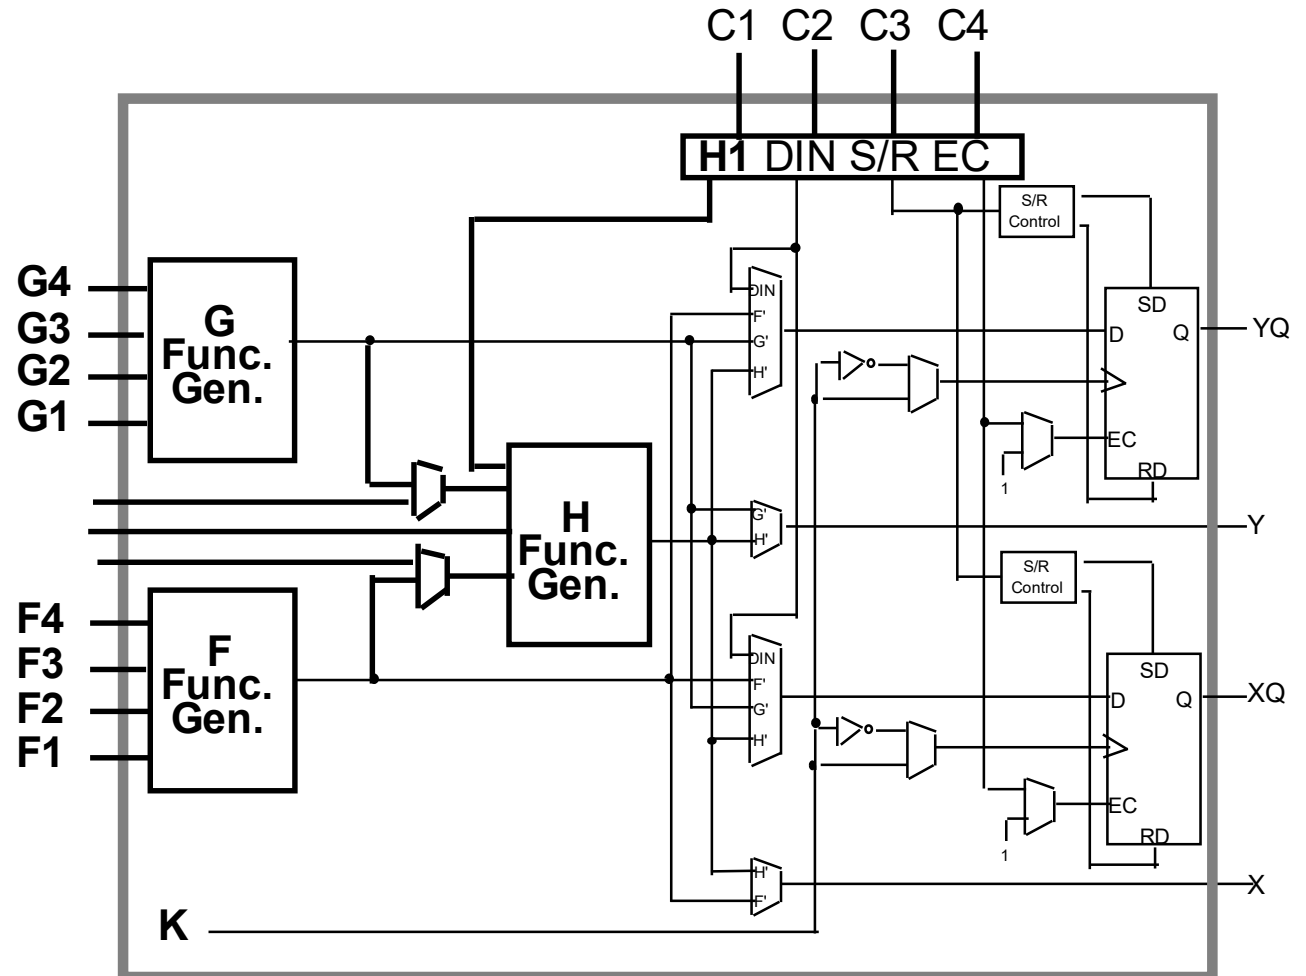 C1 C2 C3 C4
H1 DIN S/R EC
S/R
Control
G4
G3
G2
G1
G
Func.
Gen.
DIN
F'
G'
H'
SD
D
Q
EC
RD
YQ
1
H
Func.
Gen.
G'
H'
Y
S/R
Control
F4
F3
F2
F1
F
Func.
Gen.
DIN
F'
G'
H'
SD
D
Q
EC
RD
XQ
1
H'
F'
X
K